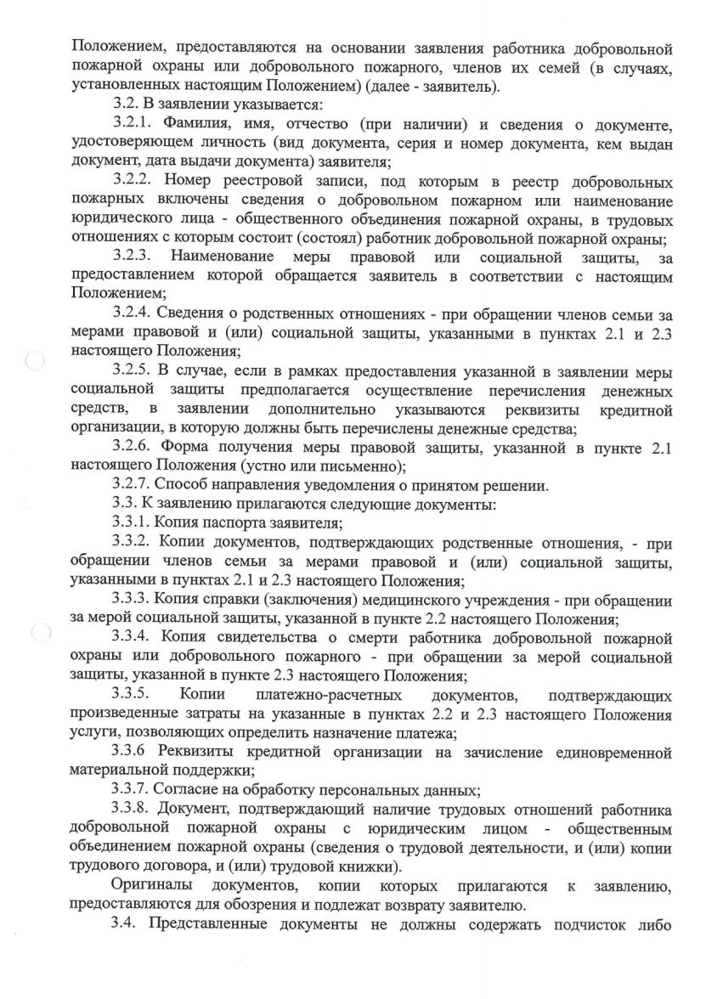 Положением, предоставляются на основании заявления работника добровольной
пожарной охраны или добровольного пожарного, членов их семей (в случаях,
установленных настоящим Положением) (далее - заявитель).
3.2. В заявлении указывается:
3.2.1. Фамилия, имя, отчество (при наличии) и сведения о документе,
удостоверяющем личность (вид документа, серия и номер документа, кем выдан
документ, дата выдачи документа) заявителя;
3.2.2. Номер реестровой записи, под которым в реестр добровольных
пожарных включены сведения о добровольном пожарном или наименование
юридического лица - общественного объединения пожарной охраны, в трудовых
отношениях с которым состоит (состоял) работник добровольной пожарной охраны;
3.2.3. Наименование меры правовой или социальной защиты, за
предоставлением которой обращается заявитель в соответствии с настоящим
Положением;
3.2.4. Сведения о родственных отношениях - при обращении членов семьи за
мерами правовой и (или) социальной защиты, указанными в пунктах 2.1 и 2.3
настоящего Положения;
3.2.5. В случае, если в рамках предоставления указанной в заявлении меры
социальной защиты предполагается осуществление перечисления денежных
средств, в заявлении дополнительно указываются реквизиты кредитной
организации, в которую должны быть перечислены денежные средства;
3.2.6. Форма получения меры правовой защиты, указанной в пункте 2.1
настоящего Положения (устно или письменно);
3.2.7. Способ направления уведомления о принятом решении.
3.3. К заявлению прилагаются следующие документы:
3.3.1. Копия паспорта заявителя;
3.3.2. Копии документов, подтверждающих родственные отношения, - при
обращении членов семьи за мерами правовой и (или) социальной защиты,
указанными в пунктах 2.1 и 2.3 настоящего Положения;
3.3.3. Копия справки (заключения) медицинского учреждения - при обращении
за мерой социальной защиты, указанной в пункте 2.2 настоящего Положения;
3.3.4. Копия свидетельства о смерти работника добровольной пожарной
охраны или добровольного пожарного - при обращении за мерой социальной
защиты, указанной в пункте 2.3 настоящего Положения;
3.3.5. Копии платежно-расчетных документов, подтверждающих
произведенные затраты на указанные в пунктах 2.2 и 2.3 настоящего Положения
услуги, позволяющих определить назначение платежа;
3.3.6 Реквизиты кредитной организации на зачисление единовременной
материальной поддержки;
3.3.7. Согласие на обработку персональных данных;
3.3.8. Документ, подтверждающий наличие трудовых отношений работника
добровольной пожарной охраны с юридическим лицом - общественным
объединением пожарной охраны (сведения о трудовой деятельности, и (или) копии
трудового договора, и (или) трудовой книжки).
Оригиналы документов, копии которых прилагаются к заявлению,
предоставляются для обозрения и подлежат возврату заявителю.
3.4. Представленные документы не должны содержать подчисток либо